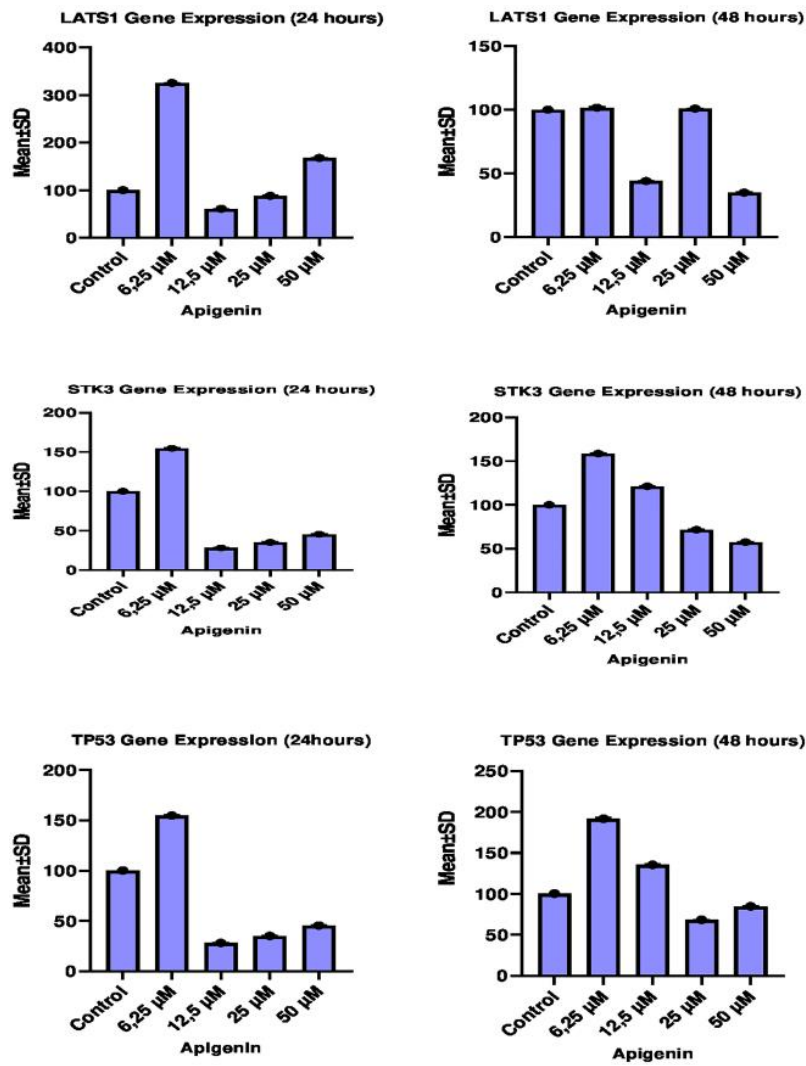 LATS1 Gene Expression (24 hours)
400
300
200
100
0
Mean±SD
Control
6,25 µM
12,5 µM
25 µM
50 µM
Apigenin
LATS1 Gene Expression (48 hours)
150
100
50
0
Mean±SD
Control
6,25 µM
12,5 µM
25 µM
50 µM
Apigenin
STK3 Gene Expression (24 hours)
200
150
100
50
0
Mean±SD
Control
6,25 µM
12,5 µM
25 µM
50 µM
Apigenin
STK3 Gene Expression (48 hours)
200
150
100
50
0
Mean±SD
Control
6,25 µM
12,5 µM
25 µM
50 µM
Apigenin
TP53 Gene Expression (24hours)
200
150
100
50
0
Mean±SD
Control
6,25 µM
12,5 µM
25 µM
50 µM
Apigenin
TP53 Gene Expression (48 hours)
250
200
150
100
50
0
Mean±SD
Control
6,25 µM
12,5 µM
25 µM
50 µM
Apigenin